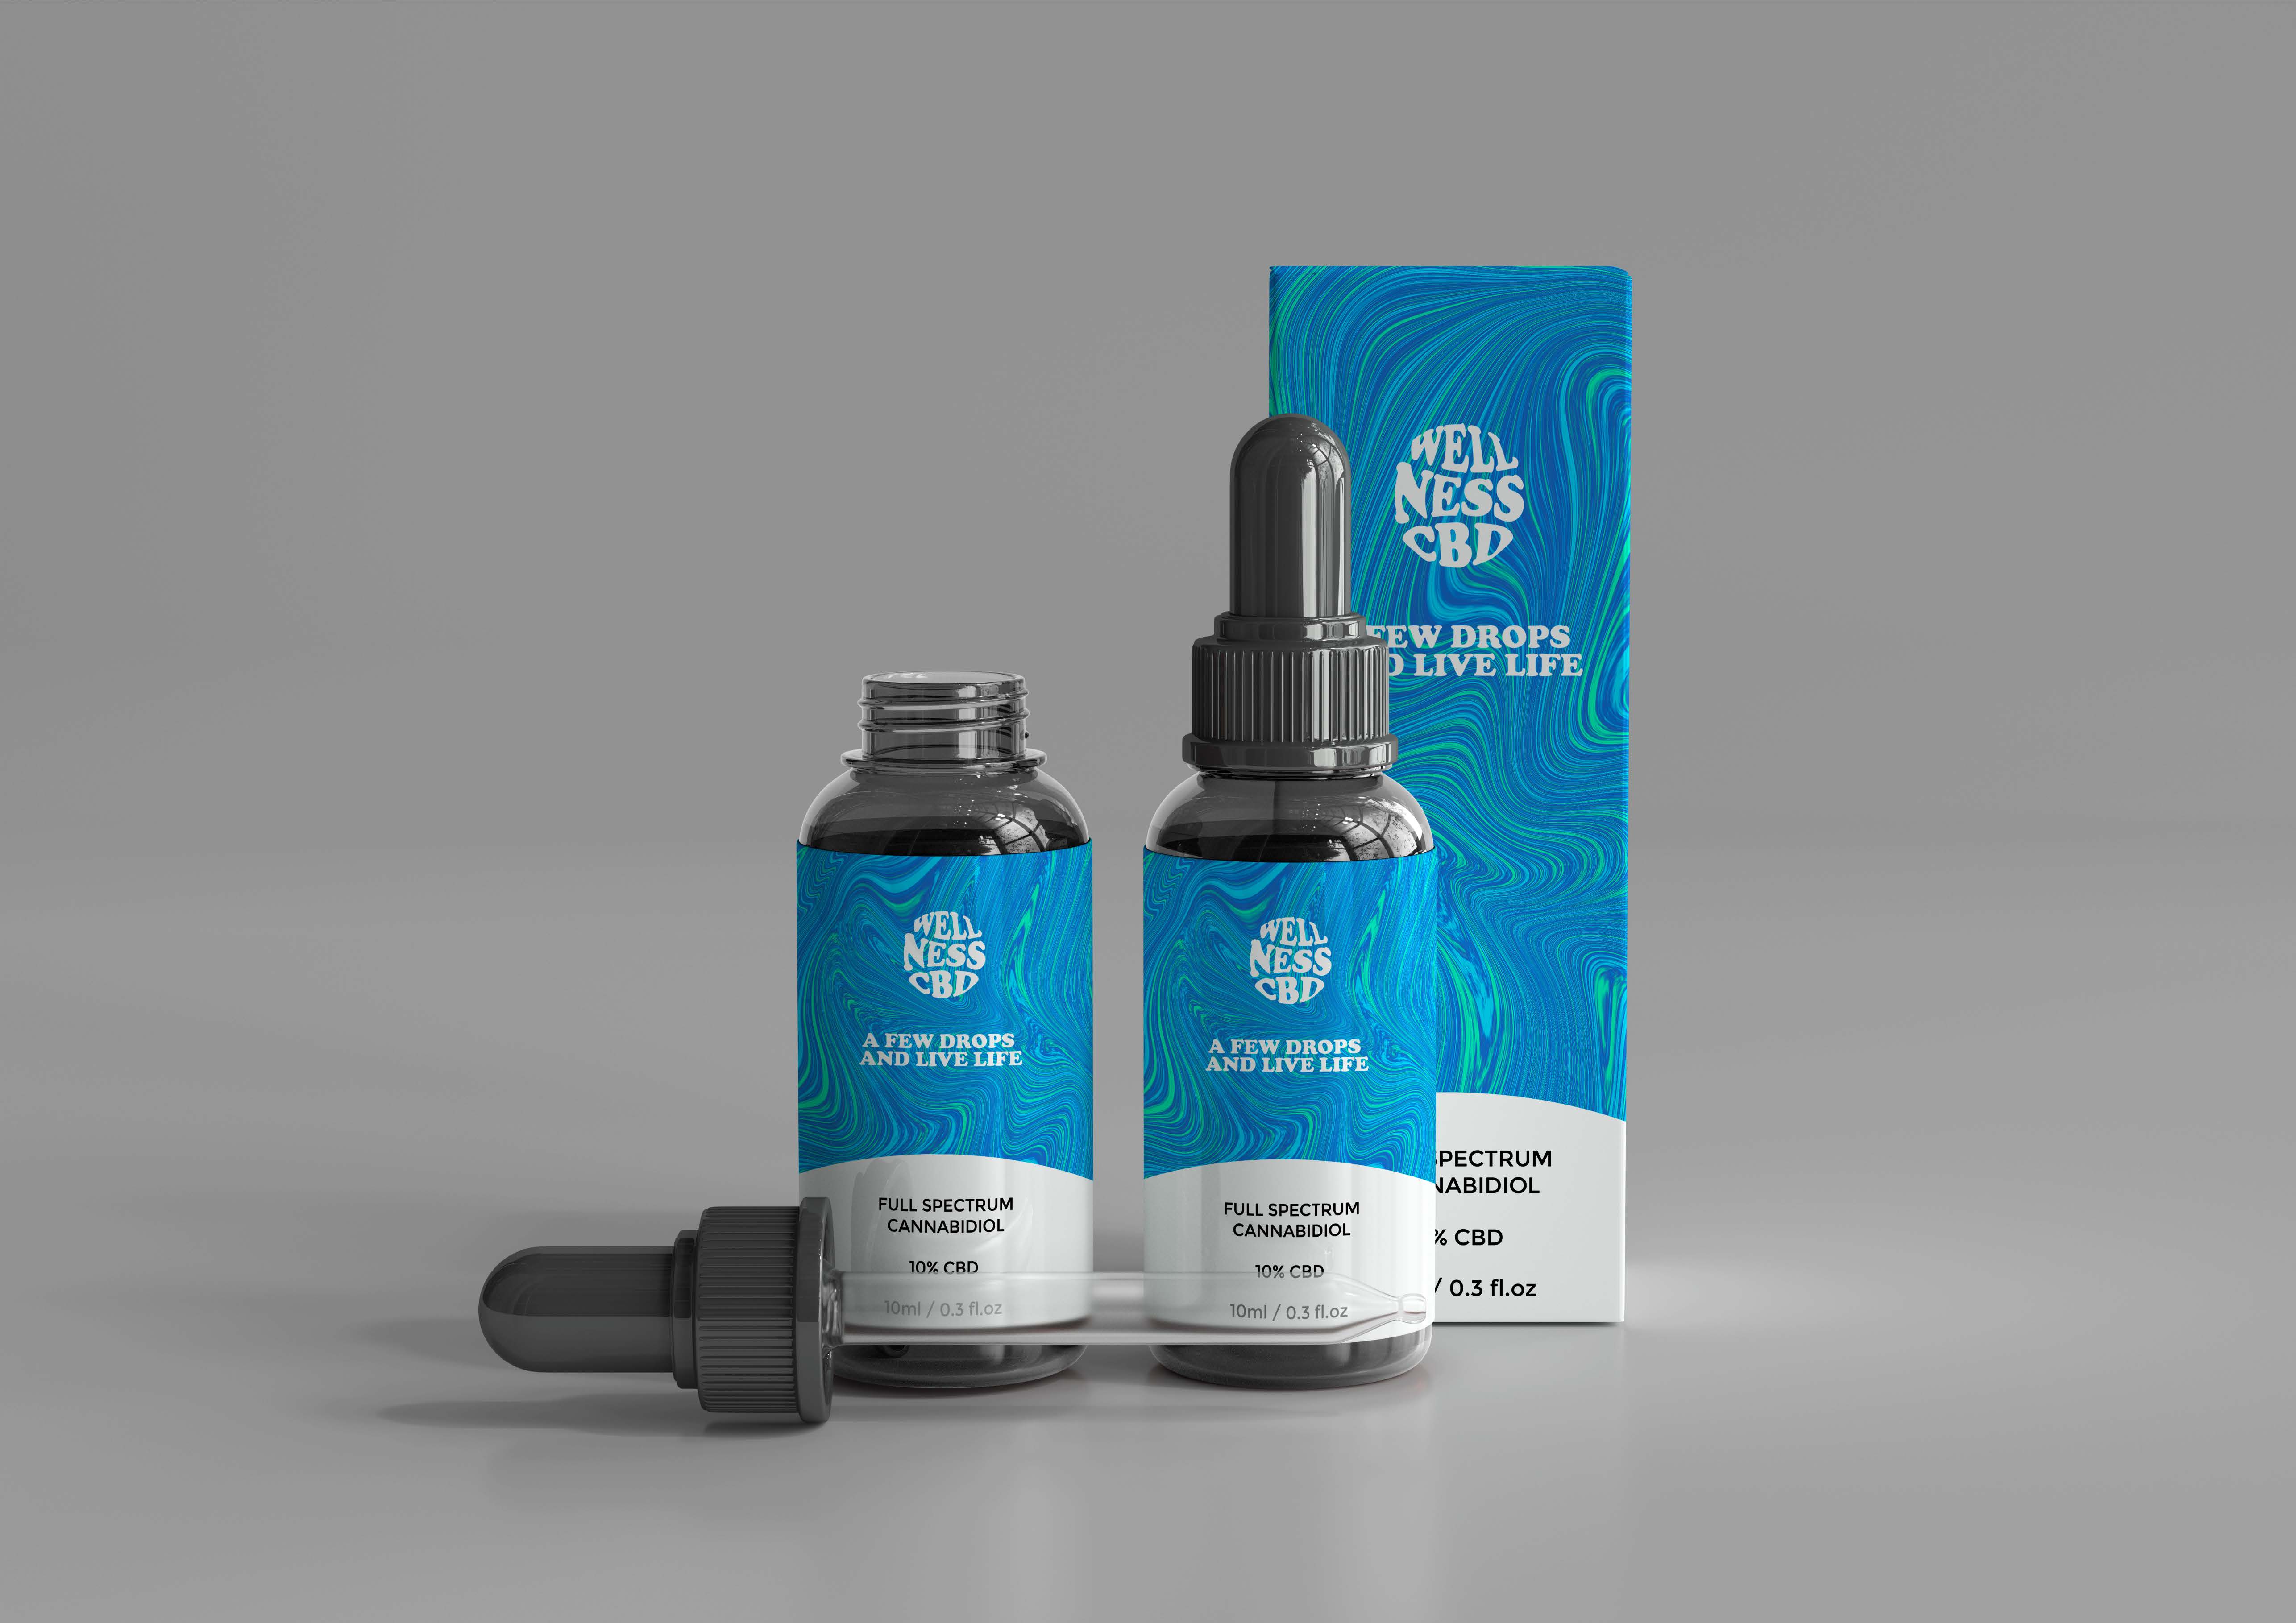 WELL
NESS
CBD
A FEW DROPS
AND LIVE LIFE
FULL SPECTRUM
CANNABIDIOL
10% CBD
10ml / 0.3 fl.oz
WELL
NESS
CBD
A FEW DROPS
AND LIVE LIFE
FULL SPECTRUM
CANNABIDIOL
10% CBD
10ml / 0.3 fl.oz
WELL
NESS
CBD
FEW DROPS
LIVE LIFE
SPECTRUM
NABIDIOL
% CBD
/ 0.3 fl.oz